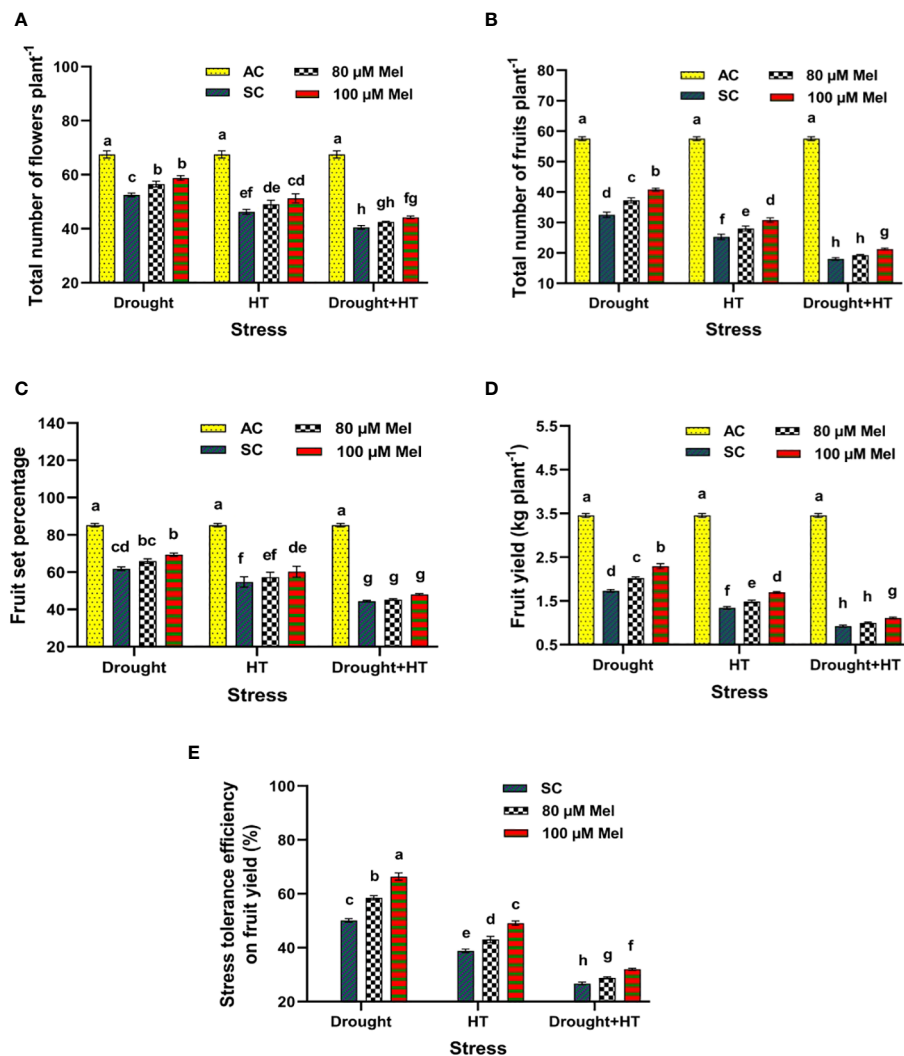 A
Total number of flowers plant⁻¹
100
80
60
40
20
AC
SC
80 µM Mel
100 µM Mel
a c b b
a ef de cd
a h gh fg
Drought HT Drought+HT
Stress
B
Total number of fruits plant⁻¹
80
70
60
50
40
30
20
10
AC
SC
80 µM Mel
100 µM Mel
a d c b
a f e d
a h h g
Drought HT Drought+HT
Stress
C
Fruit set percentage
140
120
100
80
60
40
20
AC
SC
80 µM Mel
100 µM Mel
a cd bc b
a f ef de
a g g g
Drought HT Drought+HT
Stress
D
Fruit yield (kg plant⁻¹)
5.5
4.5
3.5
2.5
1.5
0.5
AC
SC
80 µM Mel
100 µM Mel
a d c b
a f e d
a h h g
Drought HT Drought+HT
Stress
E
Stress tolerance efficiency
on fruit yield (%)
100
80
60
40
20
SC
80 µM Mel
100 µM Mel
c b a
e d c
h g f
Drought HT Drought+HT
Stress